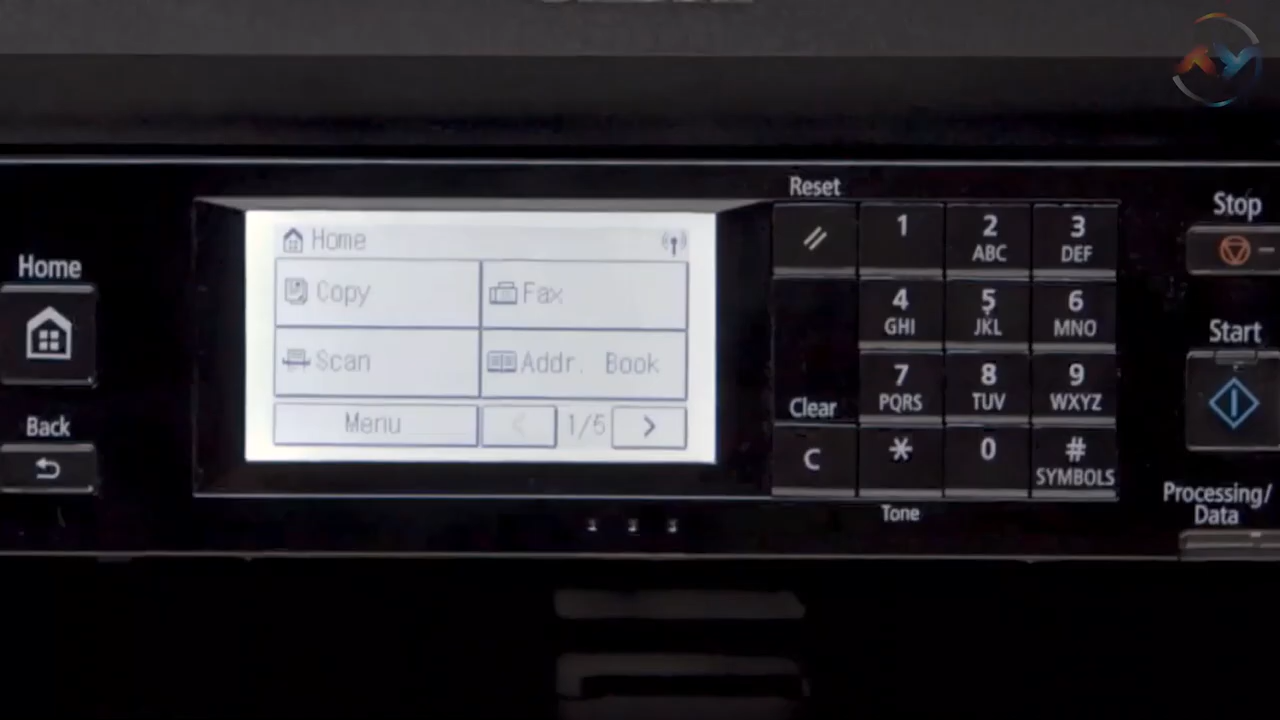 Home
Back
Home
Copy
Fax
Scan
Addr. Book
Menu
<
1/5
>
Reset
1
2
ABC
3
DEF
4
GHI
5
JKL
6
MNO
7
PQRS
8
TUV
9
WXYZ
Clear
C
*
0
#
SYMBOLS
Tone
Stop
Start
Processing/
Data